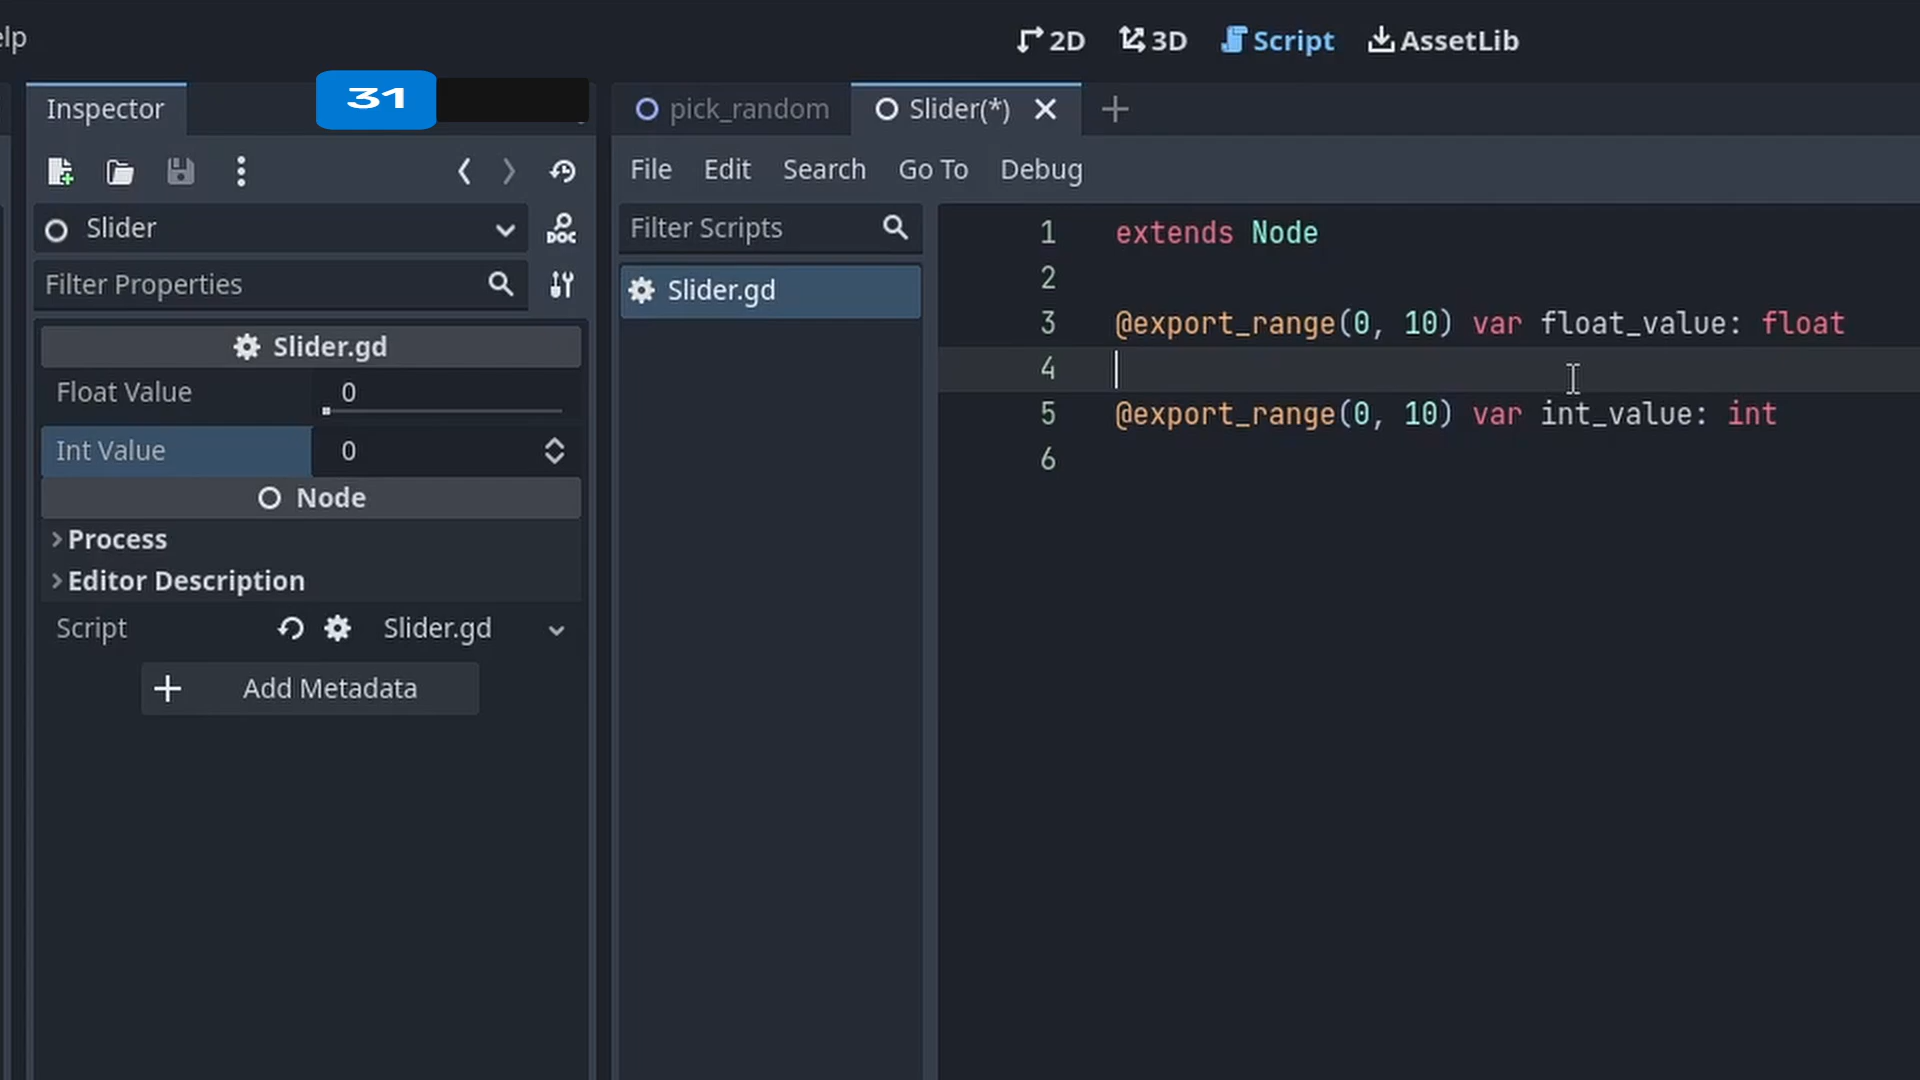 elp
2D
3D
Script
AssetLib
Inspector
31
pick_random
Slider(*)
File
Edit
Search
Go To
Debug
Slider
DOC
Filter Properties
Slider.gd
Float Value
0
Int Value
0
Node
Process
Editor Description
Script
Slider.gd
Add Metadata
Filter Scripts
Slider.gd
1 extends Node
2
3 @export_range(0, 10) var float_value: float
4
5 @export_range(0, 10) var int_value: int
6